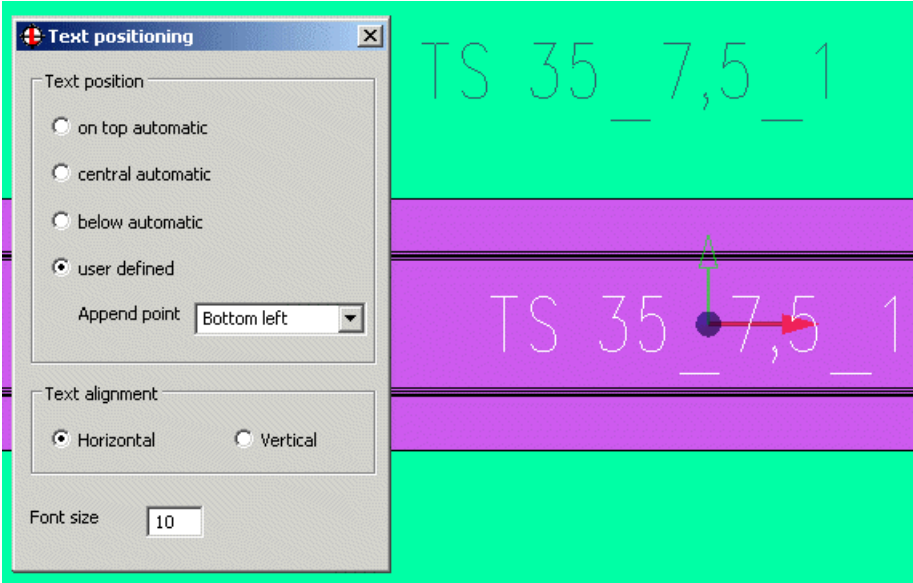 Text positioning
Text position
on top automatic
central automatic
below automatic
user defined
Append point Bottom left
Text alignment
Horizontal Vertical
Font size 10
TS 35_7,5_1
TS 35_7,5_1